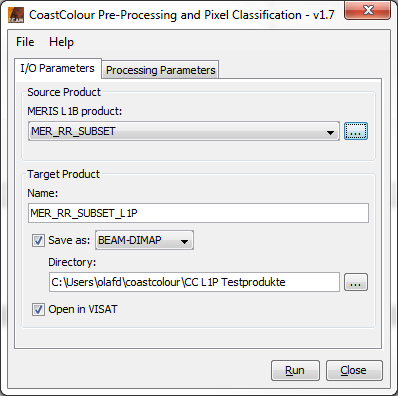 BEAM CoastColour Pre-Processing and Pixel Classification - v1.7
File Help
I/O Parameters Processing Parameters
Source Product
MERIS L1B product:
MER_RR_SUBSET ...
Target Product
Name:
MER_RR_SUBSET_L1P
Save as: BEAM-DIMAP
Directory:
C:\Users\olafd\coastcolour\CC L1P Testprodukte ...
Open in VISAT
Run Close